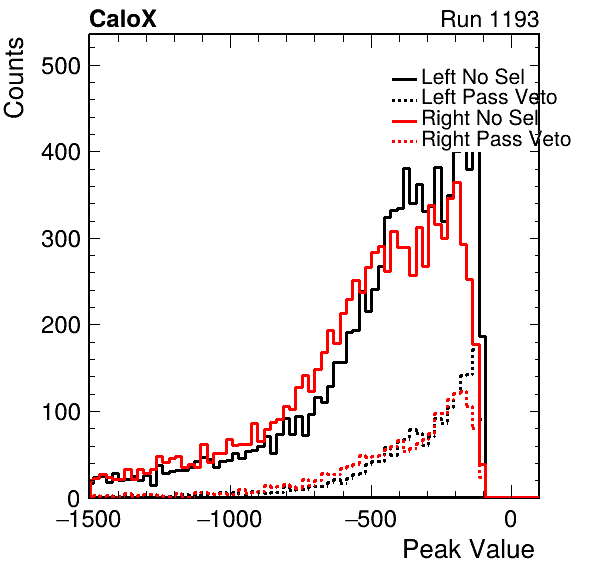 CaloX Run 1193
Counts
500
400
300
200
100
0
Left No Sel
Left Pass Veto
Right No Sel
Right Pass Veto
−1500 −1000 −500 0
Peak Value